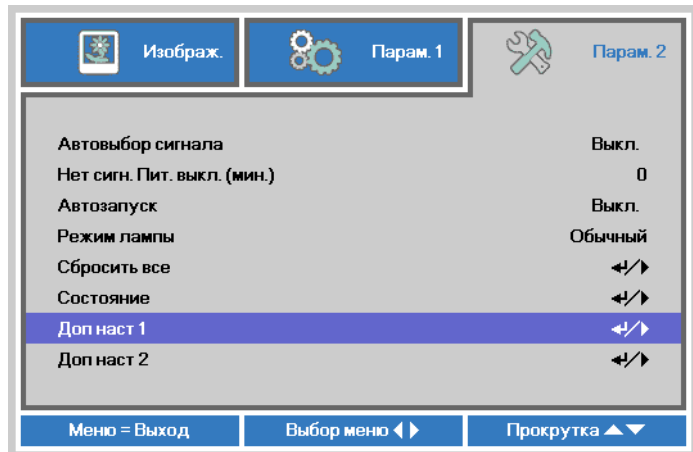 Изображ. Парам. 1 Парам. 2
Автовыбор сигнала Выкл.
Нет сигн. Пит. выкл. (мин.) 0
Автозапуск Выкл.
Режим лампы Обычный
Сбросить все
Состояние
Доп наст 1
Доп наст 2
Меню = Выход Выбор меню Прокрутка